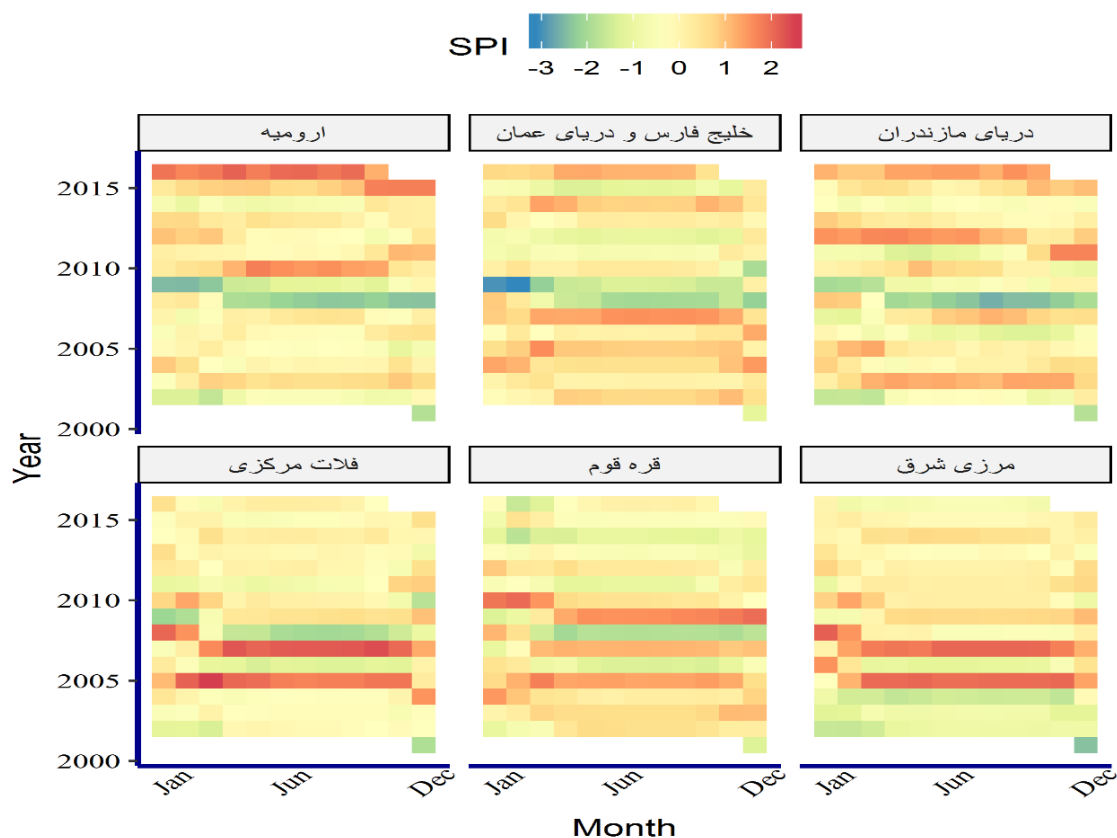 SPI
-3 -2 -1 0 1 2
ارومیه
خلیج فارس و دریای عمان
دریای مازندران
2015
2010
2005
2000
Year
فلات مرکزی
قره قوم
مرزی شرق
2015
2010
2005
2000
Jan Jun Dec Jan Jun Dec Jan Jun Dec
Month